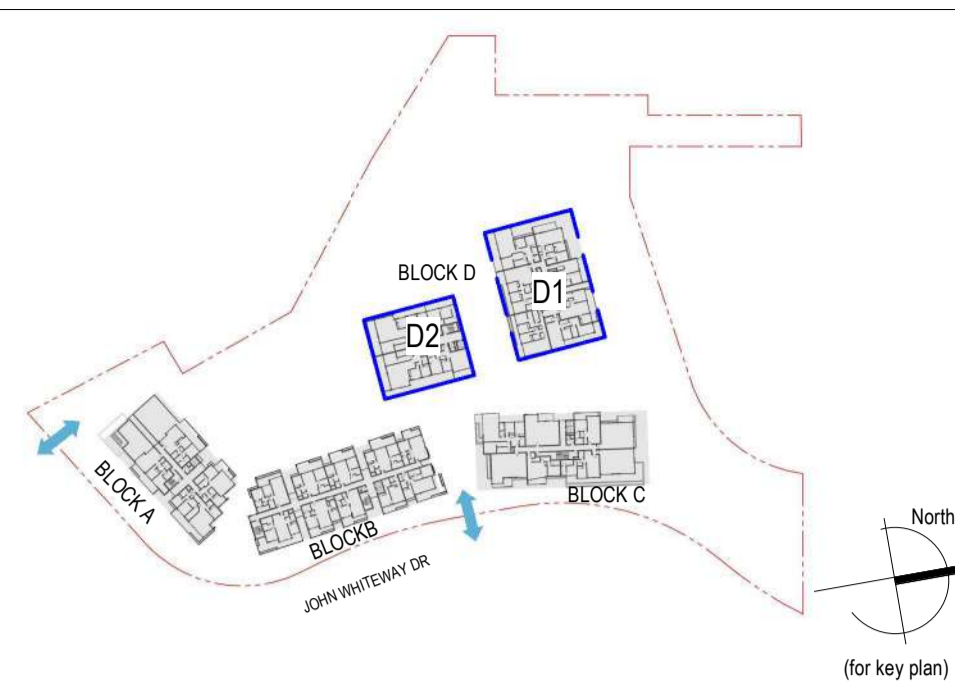 BLOCK D
D1
D2
BLOCK A
BLOCKB
BLOCK C
JOHN WHITEWAY DR
North
(for key plan)